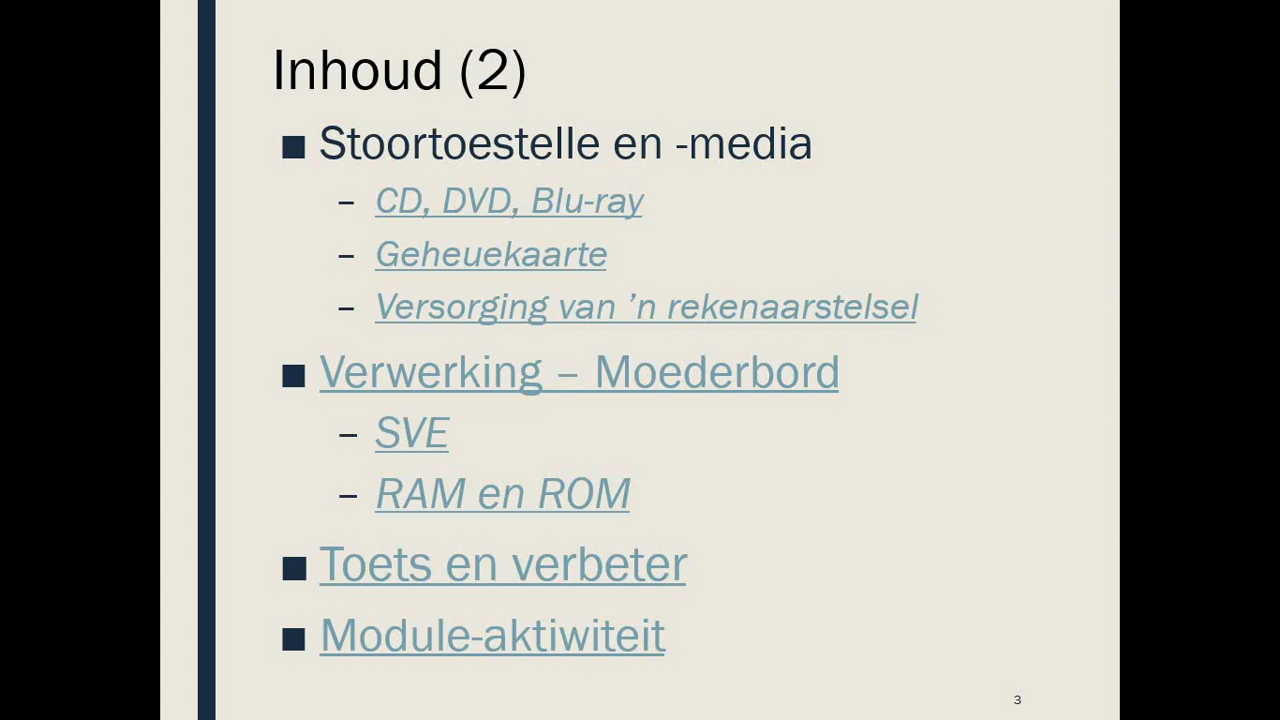 Inhoud (2)
■ Stoortoestelle en -media
– CD, DVD, Blu-ray
– Geheuekaarte
– Versorging van ’n rekenaarstelsel
■ Verwerking – Moederbord
– SVE
– RAM en ROM
■ Toets en verbeter
■ Module-aktiwiteit
3